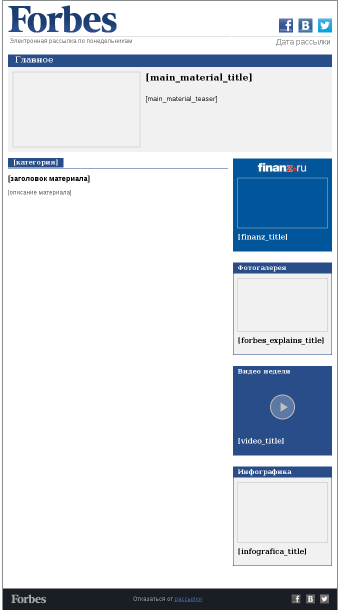 Forbes
Электронная рассылка по понедельникам
Дата рассылки
Главное
[main_material_title]
[main_material_teaser]
[категория]
[заголовок материала]
[описание материала]
finanz.ru
[finanz_title]
Фотогалерея
[forbes_explains_title]
Видео недели
[video_title]
Инфографика
[infografica_title]
Forbes
Отказаться от рассылки